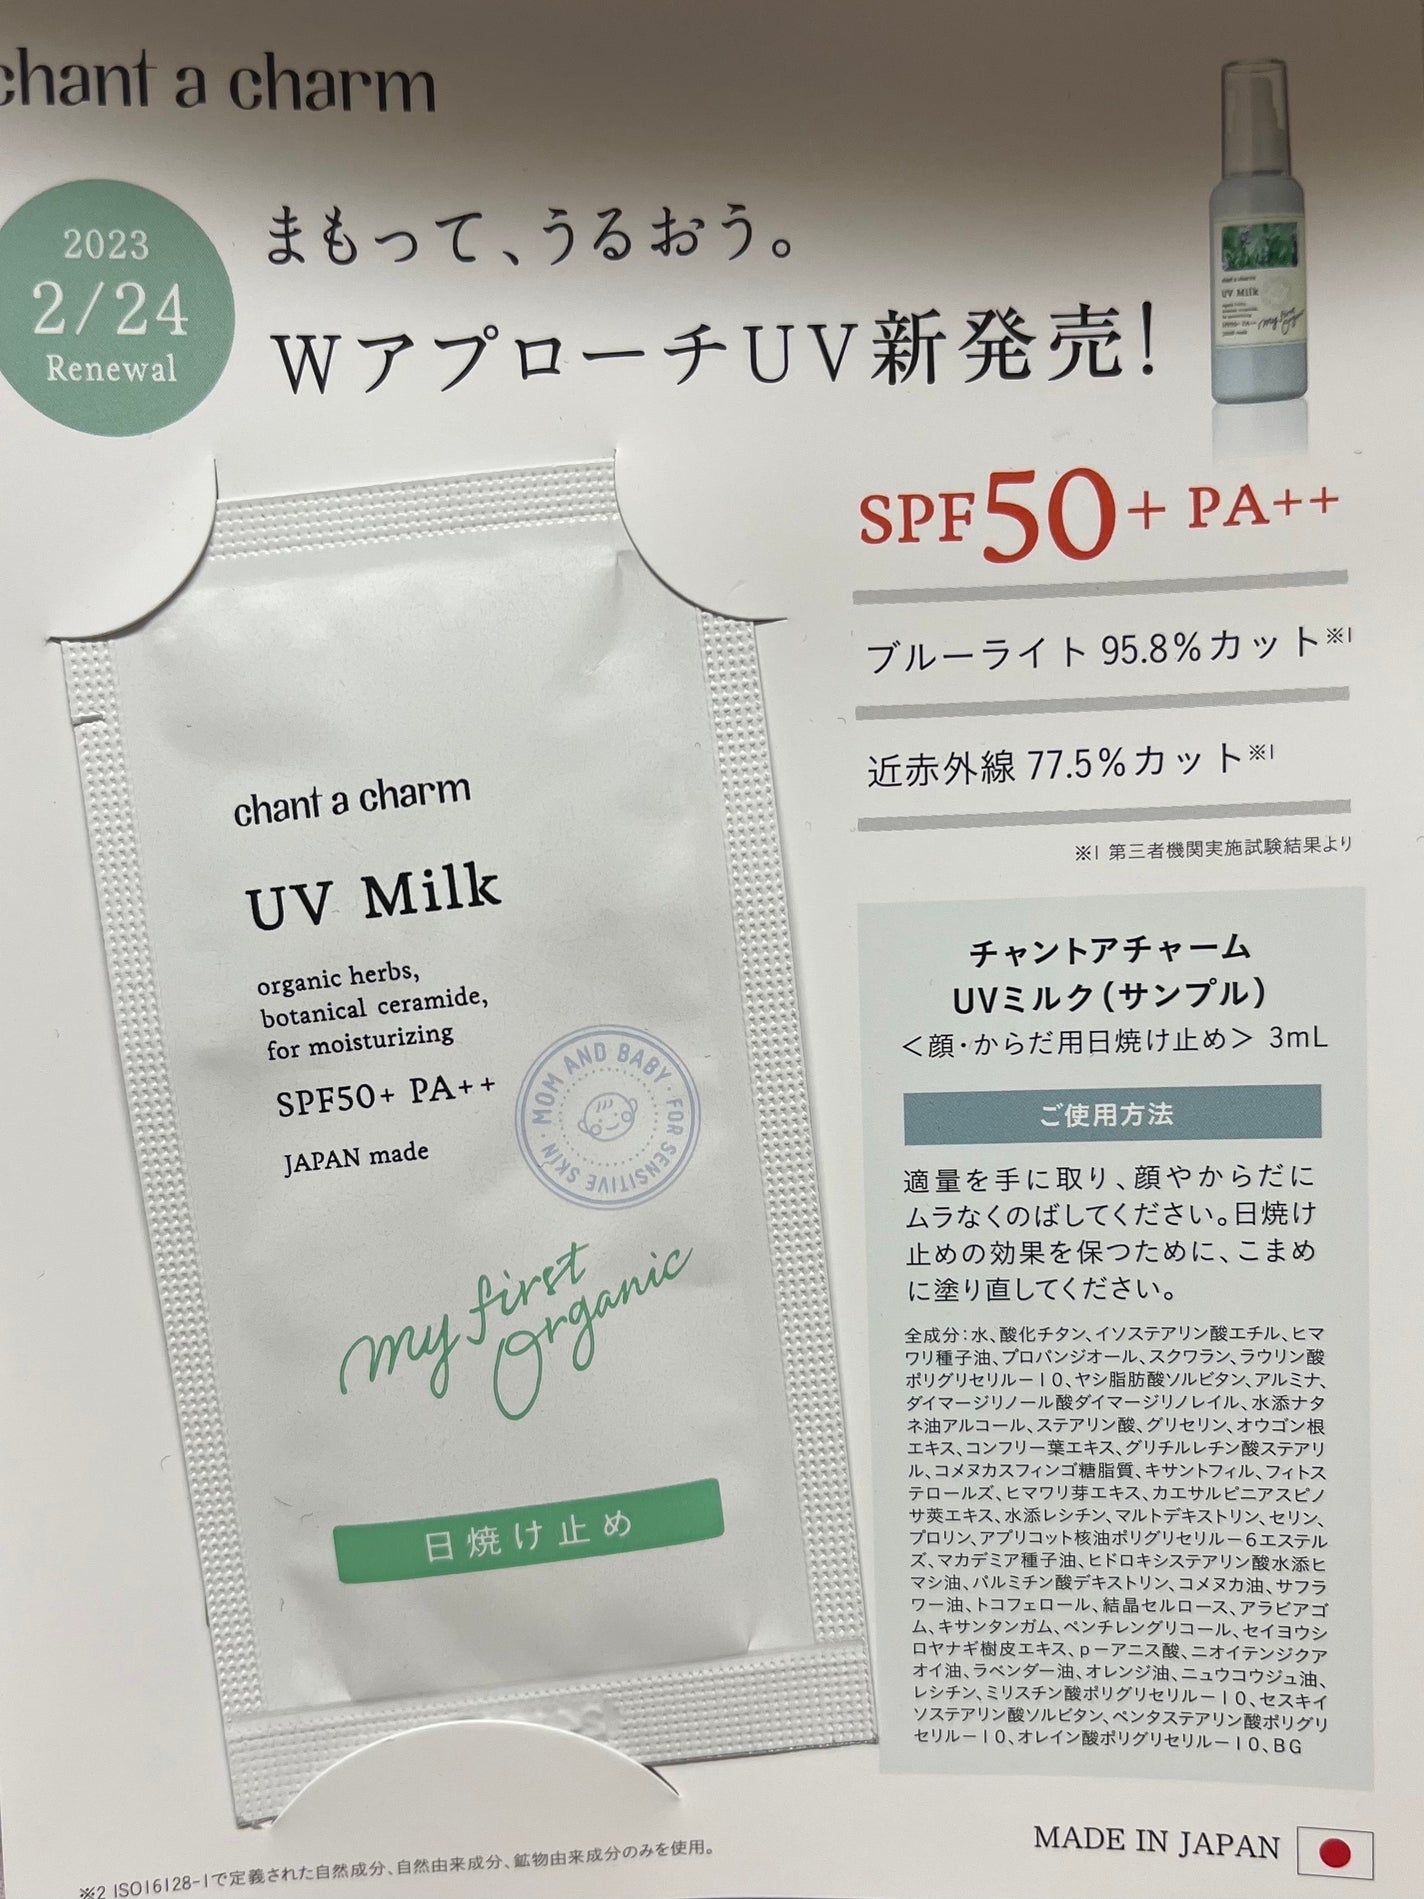 chant a charm
2023
2/24
Renewal
まもって、うるおう。
WアプローチUV新発売!
chant a charm
UV Milk
SPF50+ PA++
ブルーライト 95.8%カット※1
近赤外線 77.5%カット※1
※1 第三者機関実施試験結果より
chant a charm
UV Milk
organic herbs,
botanical ceramide,
for moisturizing
SPF50+ PA++
JAPAN made
MOM AND BABY・FOR SENSITIVE SKIN・
my first
Organic
日焼け止め
チャントアチャーム
UVミルク(サンプル)
<顔・からだ用日焼け止め> 3mL
ご使用方法
適量を手に取り、顔やからだに
ムラなくのばしてください。日焼け
止めの効果を保つために、こまめ
に塗り直してください。
全成分:水、酸化チタン、イソステアリン酸エチル、ヒマ
ワリ種子油、プロパンジオール、スクワラン、ラウリン酸
ポリグリセリル-10、ヤシ脂肪酸ソルビタン、アルミナ、
ダイマージリノール酸ダイマージリノレイル、水添ナタ
ネ油アルコール、ステアリン酸、グリセリン、オウゴン根
エキス、コンフリー葉エキス、グリチルレチン酸ステアリ
ル、コメヌカスフィンゴ糖脂質、キサントフィル、フィトス
テロールズ、ヒマワリ芽エキス、カエサルピニアスピノ
サ莢エキス、水添レシチン、マルトデキストリン、セリン、
プロリン、アプリコット核油ポリグリセリル-6エステル
ズ、マカデミア種子油、ヒドロキシステアリン酸水添ヒ
マシ油、パルミチン酸デキストリン、コメヌカ油、サフラ
ワー油、トコフェロール、結晶セルロース、アラビアゴ
ム、キサンタンガム、ペンチレングリコール、セイヨウシ
ロヤナギ樹皮エキス、p-アニス酸、ニオイテンジクア
オイ油、ラベンダー油、オレンジ油、ニュウコウジュ油、
レシチン、ミリスチン酸ポリグリセリル-10、セスキイ
ソステアリン酸ソルビタン、ペンタステアリン酸ポリグリ
セリル-10、オレイン酸ポリグリセリル-10、BG
MADE IN JAPAN
※2 ISO16128-1で定義された自然成分、自然由来成分、鉱物由来成分のみを使用。